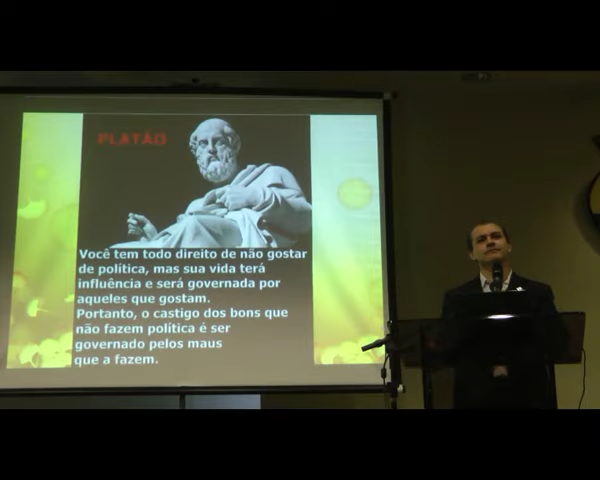 PLATÃO
Você tem todo direito de não gostar
de política, mas sua vida terá
influência e será governada por
aqueles que gostam.
Portanto, o castigo dos bons que
não fazem política é ser
governado pelos maus
que a fazem.